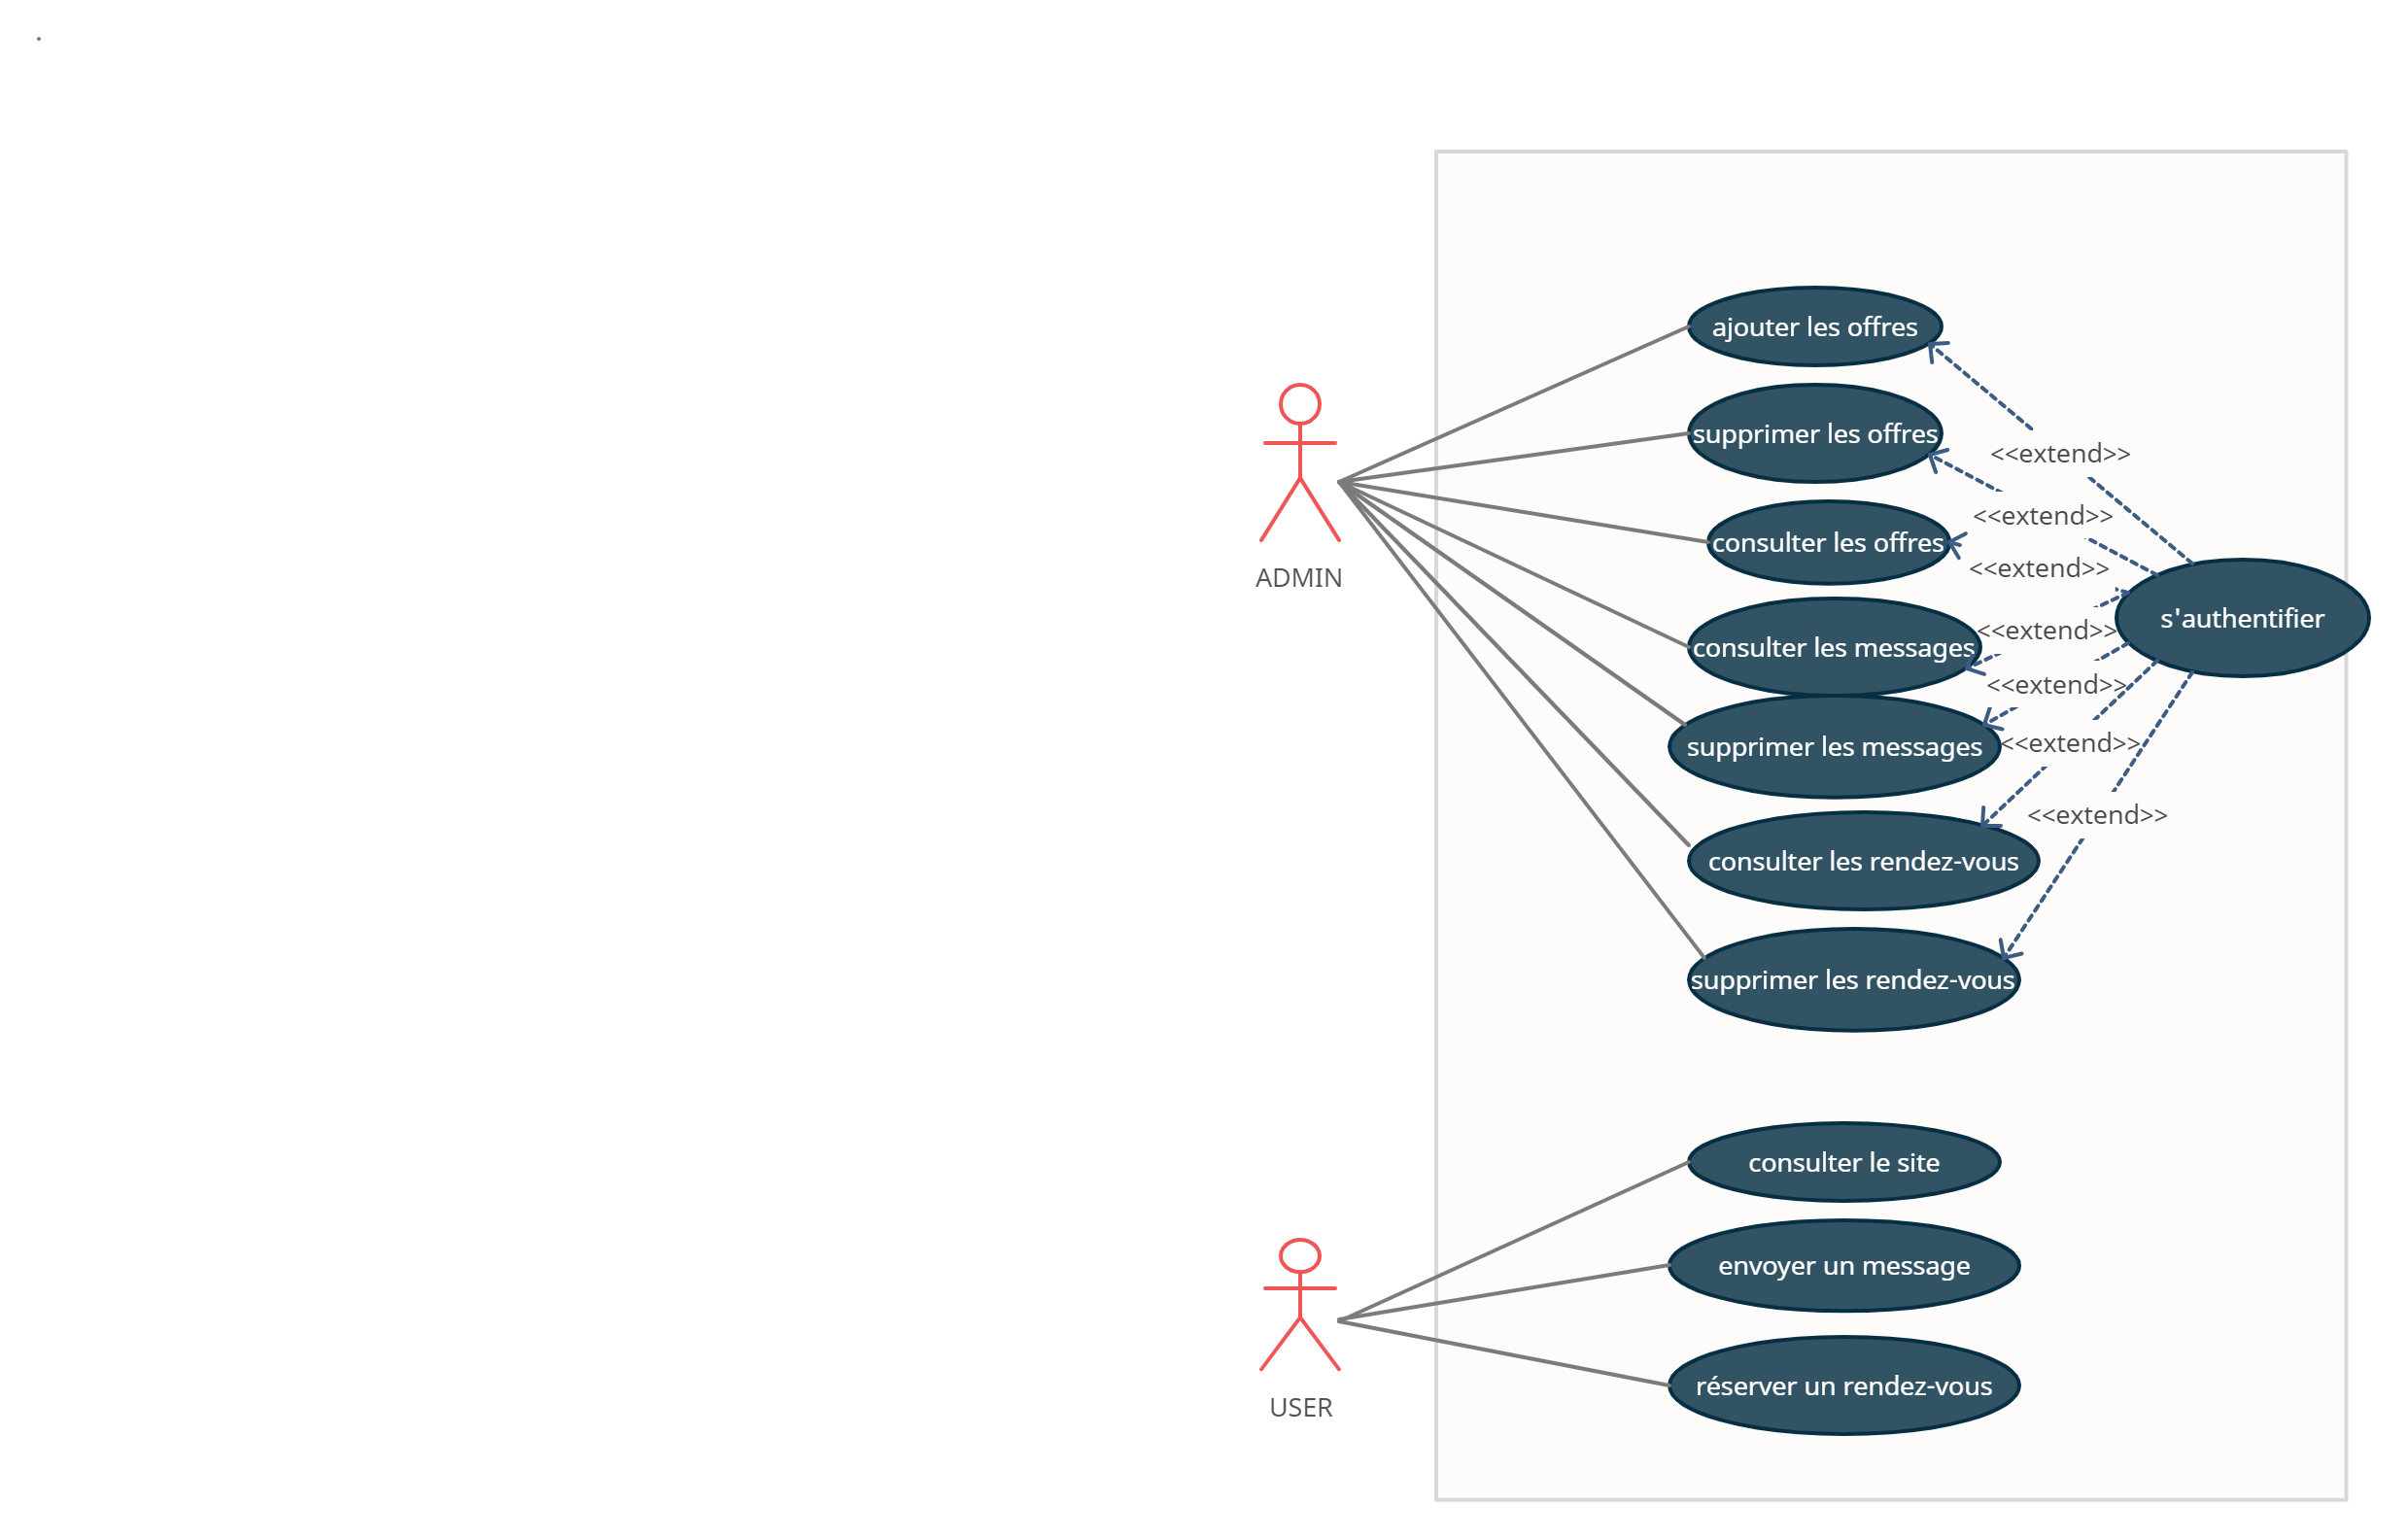 .
ajouter les offres
supprimer les offres
<<extend>>
<<extend>>
consulter les offres
<<extend>>
ADMIN
s'authentifier
<<extend>>
consulter les messages
<<extend>>
supprimer les messages
<<extend>>
<<extend>>
consulter les rendez-vous
supprimer les rendez-vous
consulter le site
envoyer un message
réserver un rendez-vous
USER